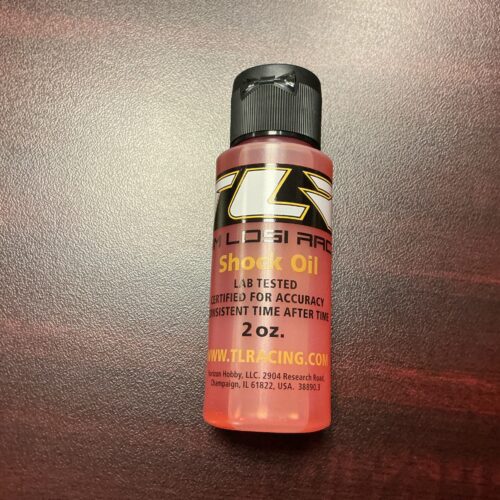 TLR
M LOSI RAC
Shock Oil
LAB TESTED
CERTIFIED FOR ACCURACY
ONSISTENT TIME AFTER TIME
2 oz.
WWW.TLRACING.COM
Horizon Hobby, LLC. 2904 Research Road,
Champaign, IL 61822, USA. 38890.3